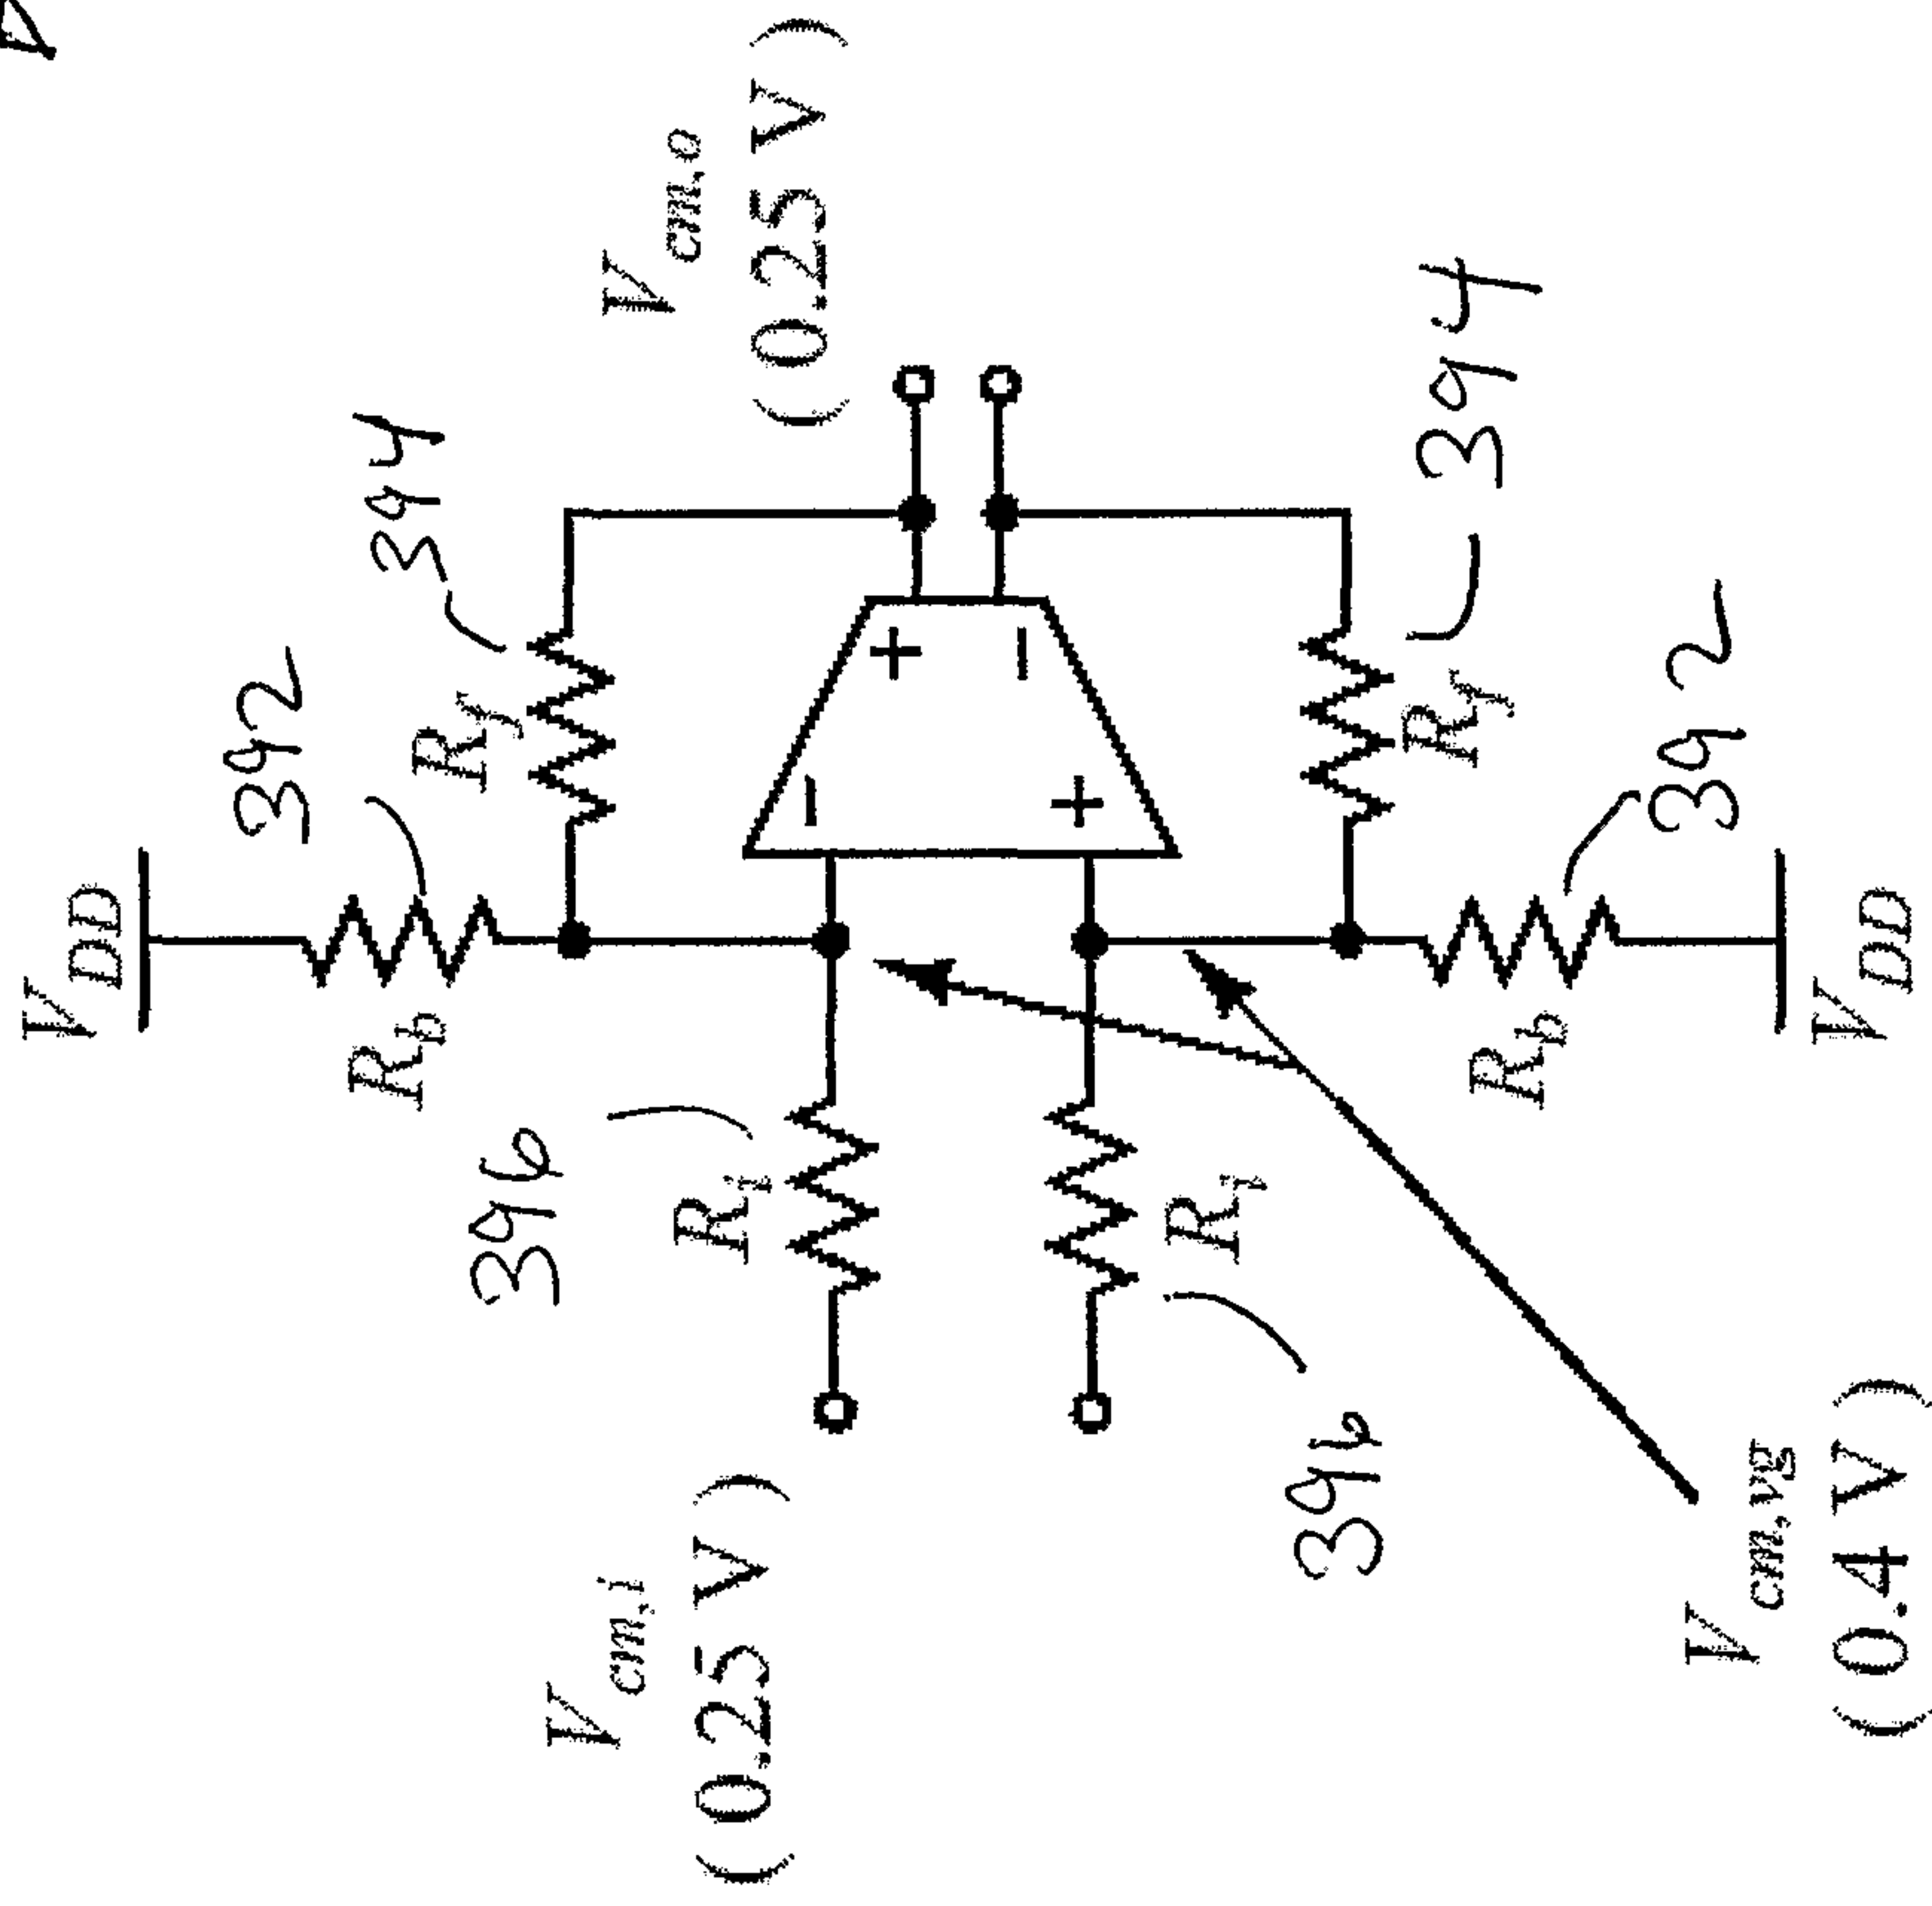 V_DD
392
R_b
394
R_f
396
V_cm,i
(0.25 V)
V_cm,o
(0.25 V)
R_i
− +
+ −
R_i
396
R_f
394
R_b
392
V_cm,vg
(0.4 V)
V_DD